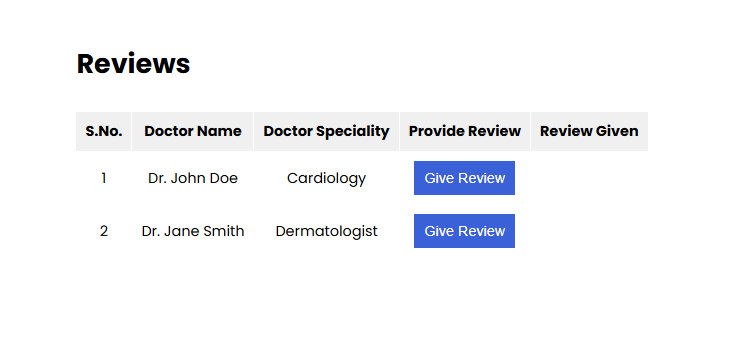 Reviews
S.No. Doctor Name Doctor Speciality Provide Review Review Given
1 Dr. John Doe Cardiology Give Review
2 Dr. Jane Smith Dermatologist Give Review